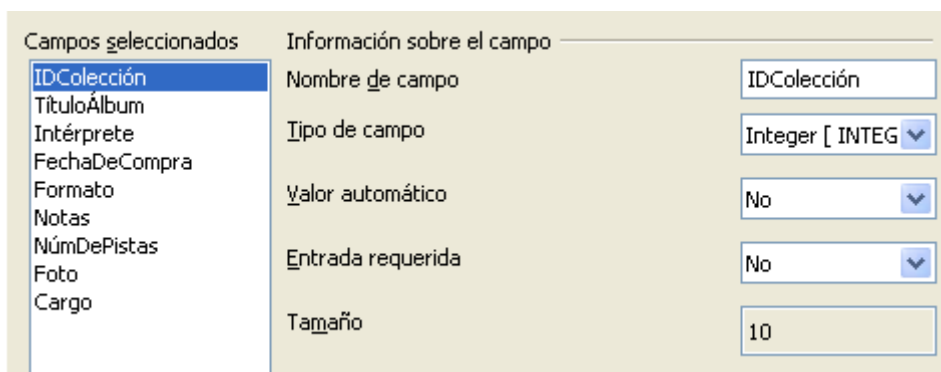 Campos seleccionados
IDColección
TítuloÁlbum
Intérprete
FechaDeCompra
Formato
Notas
NúmDePistas
Foto
Cargo
Información sobre el campo
Nombre de campo
IDColección
Tipo de campo
Integer [ INTEG
Valor automático
No
Entrada requerida
No
Tamaño
10